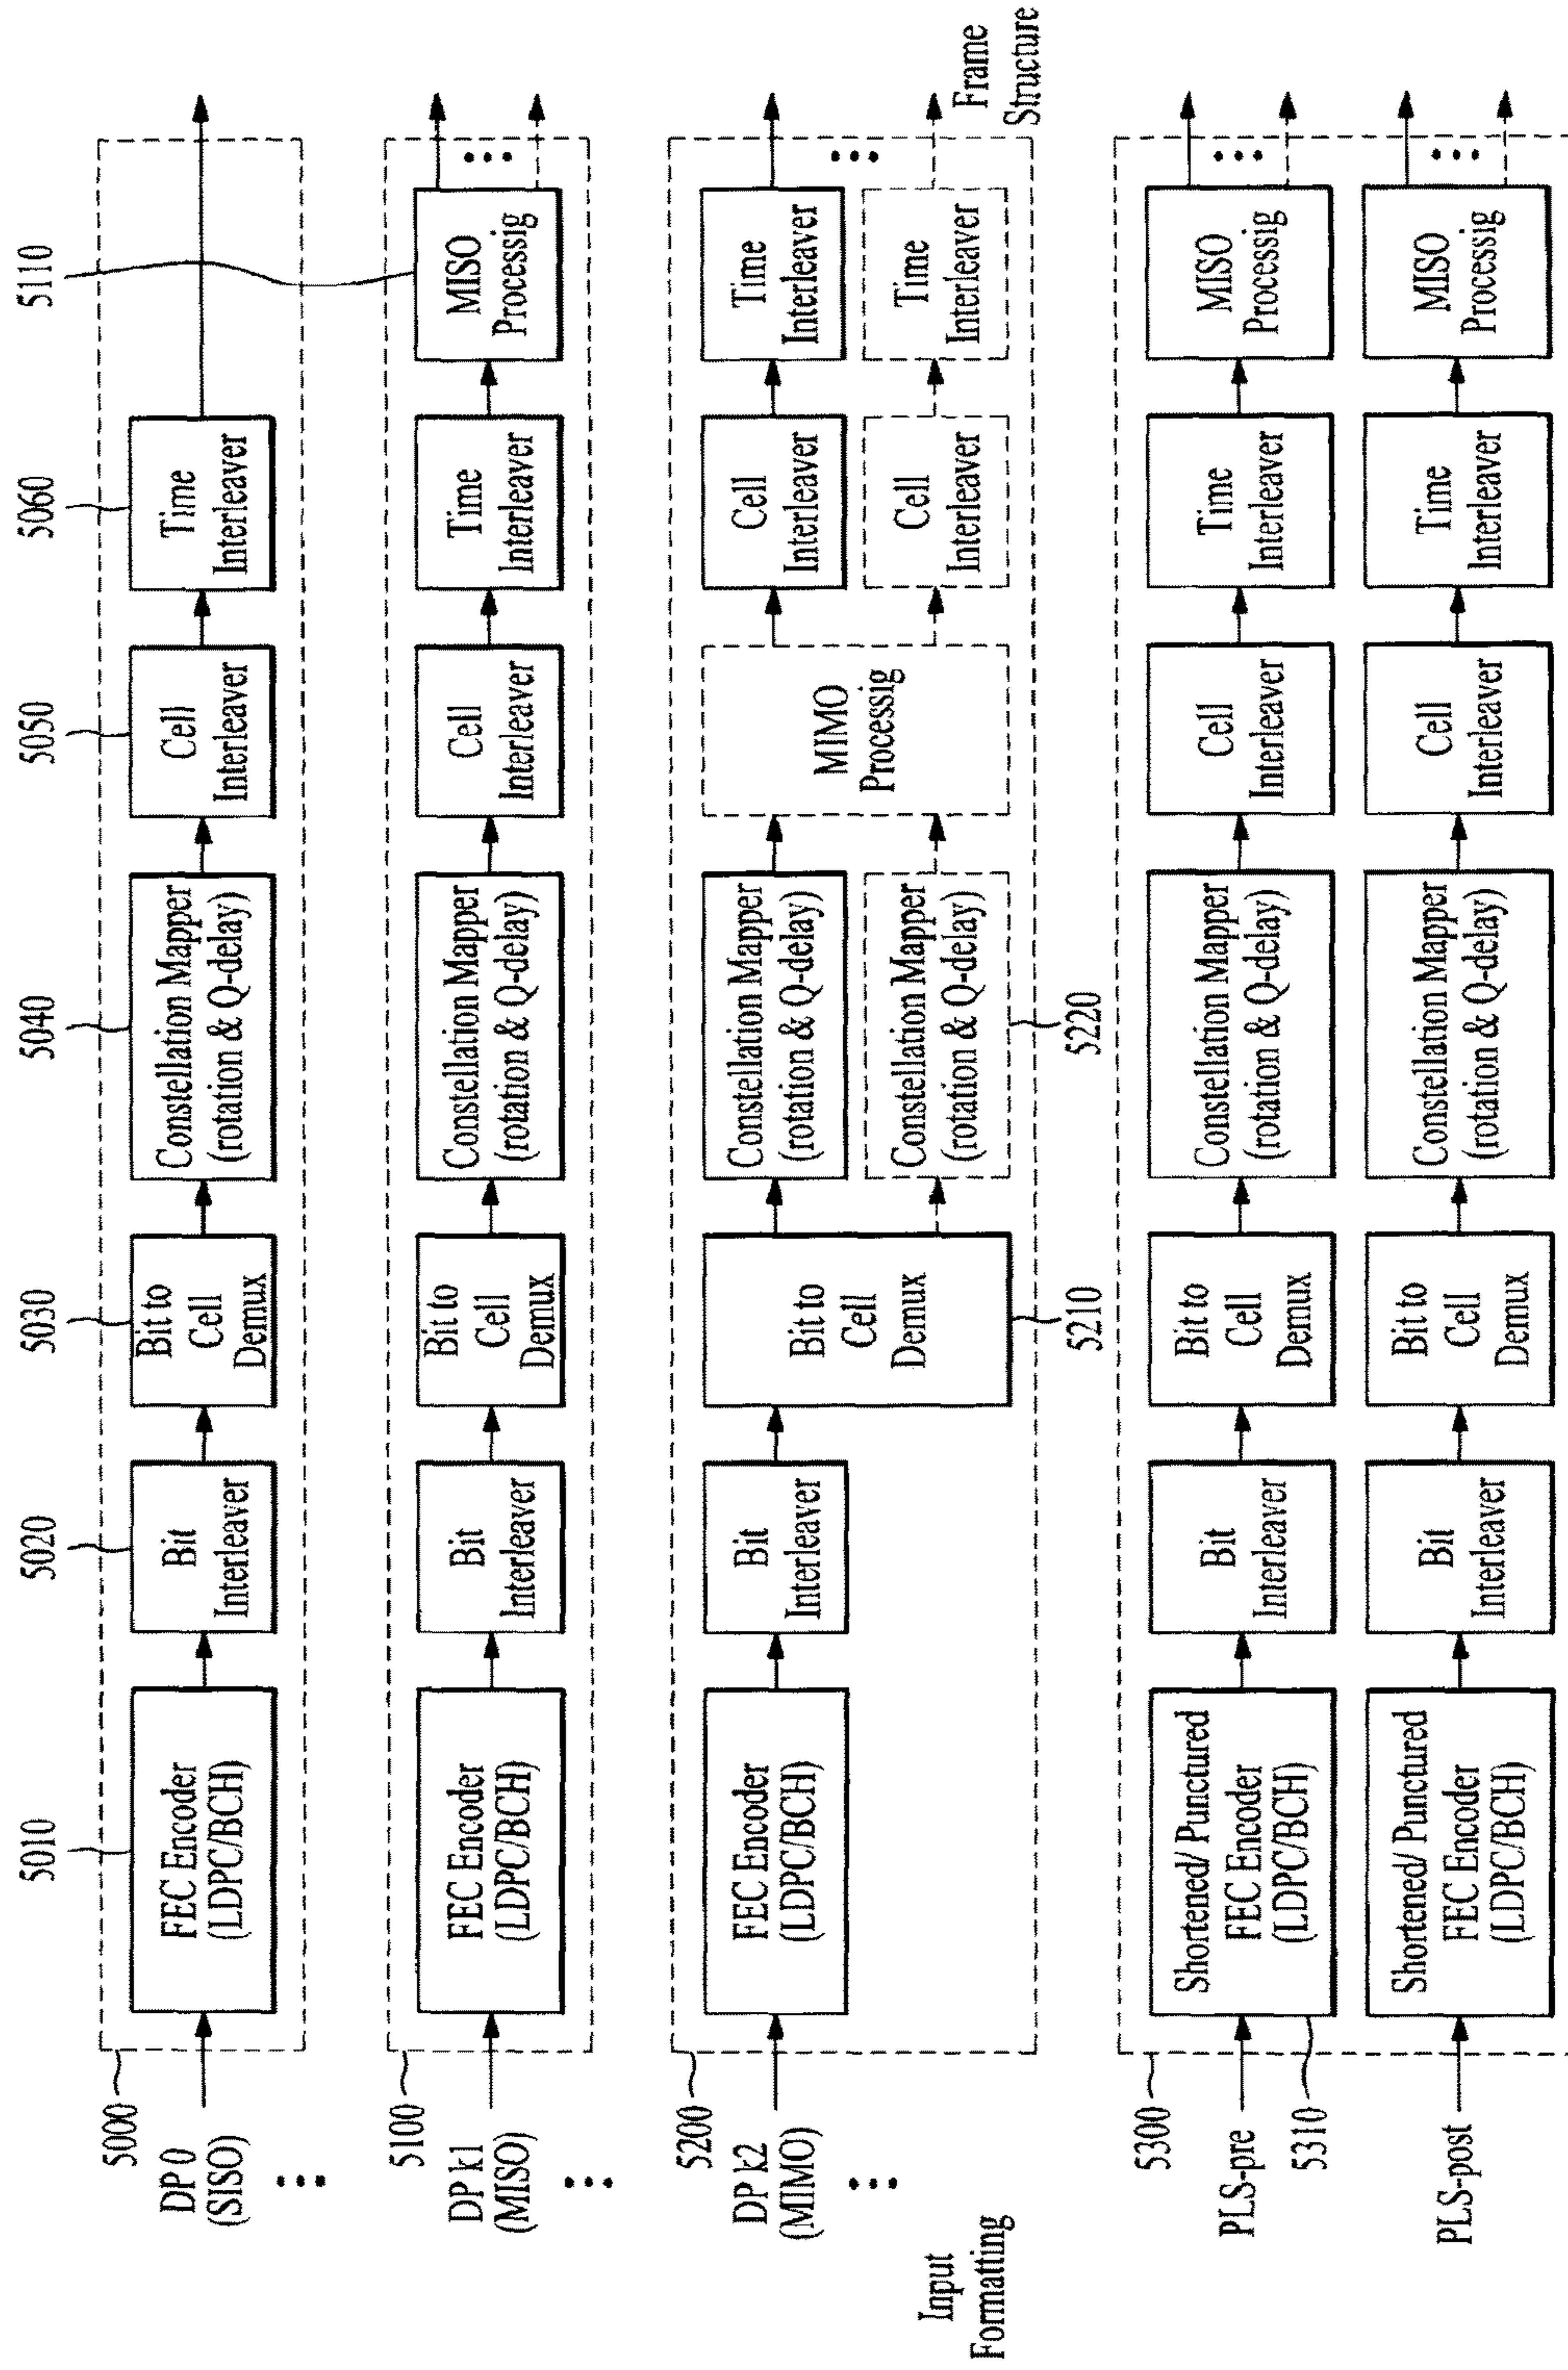 5010
5020
5030
5040
5050
5060
5110
5000
DP 0
(SISO)
FEC Encoder
(LDPC/BCH)
Bit
Interleaver
Bit to
Cell
Demux
Constellation Mapper
(rotation & Q-delay)
Cell
Interleaver
Time
Interleaver
5100
DP k1
(MISO)
FEC Encoder
(LDPC/BCH)
Bit
Interleaver
Bit to
Cell
Demux
Constellation Mapper
(rotation & Q-delay)
Cell
Interleaver
Time
Interleaver
MISO
Processig
5200
DP k2
(MIMO)
FEC Encoder
(LDPC/BCH)
Bit
Interleaver
Bit to
Cell
Demux
Constellation Mapper
(rotation & Q-delay)
Constellation Mapper
(rotation & Q-delay)
MIMO
Processig
Cell
Interleaver
Time
Interleaver
Cell
Interleaver
Time
Interleaver
5210
5220
Input
Formatting
Frame
Structure
5300
PLS-pre
5310
Shortened/ Punctured
FEC Encoder
(LDPC/BCH)
Bit
Interleaver
Bit to
Cell
Demux
Constellation Mapper
(rotation & Q-delay)
Cell
Interleaver
Time
Interleaver
MISO
Processig
PLS-post
Shortened/ Punctured
FEC Encoder
(LDPC/BCH)
Bit
Interleaver
Bit to
Cell
Demux
Constellation Mapper
(rotation & Q-delay)
Cell
Interleaver
Time
Interleaver
MISO
Processig